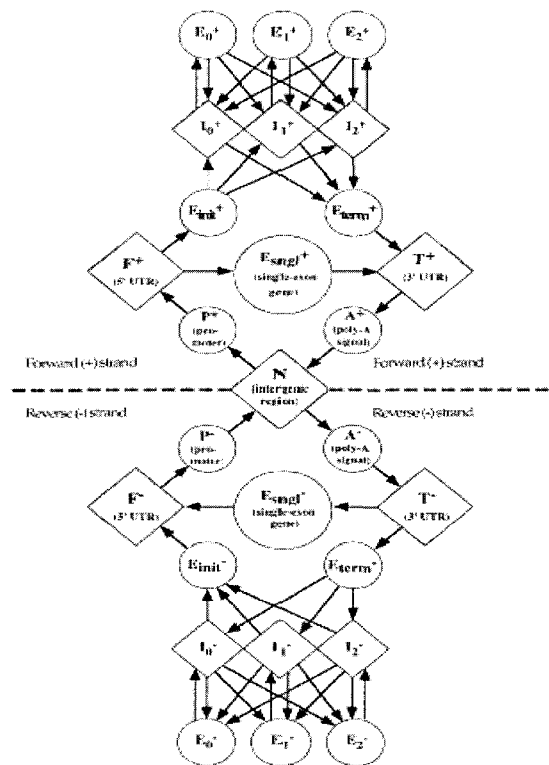 E₀⁺ E₁⁺ E₂⁺
I₀⁺ I₁⁺ I₂⁺
Einit⁺ Eterm⁺
F⁺ Esngl⁺ T⁺
(5' UTR) (single-exon (3' UTR)
gene)
P⁺ A⁺
(pro- (poly-A
moter) signal)
Forward (+) strand N Forward (+) strand
(intergenic
region)
Reverse (-) strand Reverse (-) strand
P⁻ A⁻
(pro- (poly-A
moter) signal)
F⁻ Esngl⁻ T⁻
(5' UTR) (single-exon (3' UTR)
gene)
Einit⁻ Eterm⁻
I₀⁻ I₁⁻ I₂⁻
E₀⁻ E₁⁻ E₂⁻